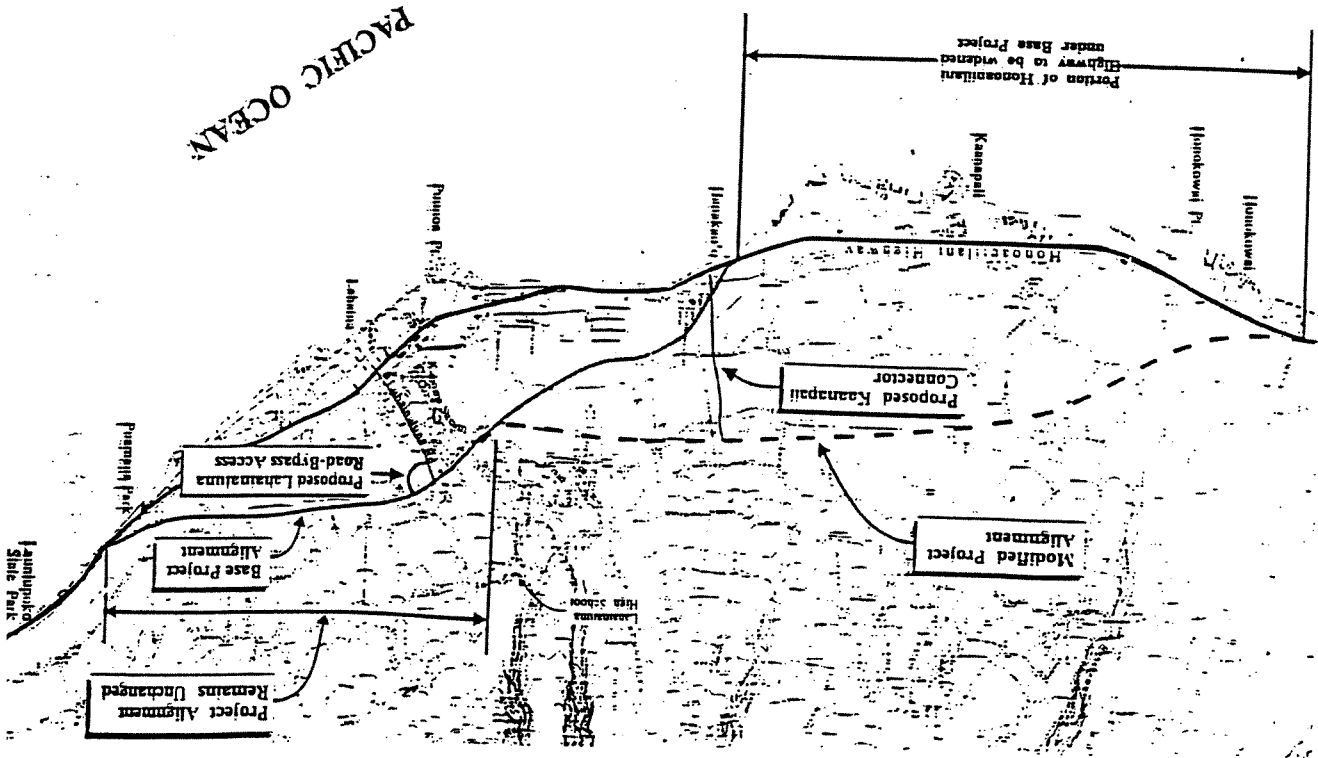 PACIFIC OCEAN
Portion of Honoapiilani
Highway to be widened
under Base Project
Honokowai
Honokowai Pt
Kaanapali
Honoapiilani Highway
Puunoa Pt
Lahaina
Proposed Kaanapali
Connector
Proposed Lahainaluna
Road-Bypass Access
Puamana Park
Launiupoko
State Park
Base Project
Alignment
Modified Project
Alignment
Lahainaluna
High School
Project Alignment
Remains Unchanged